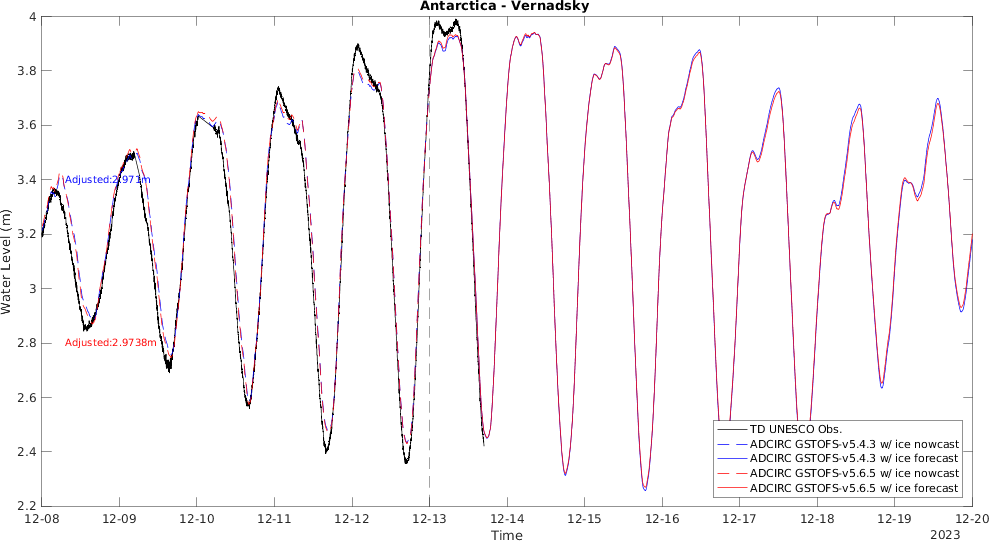 Antarctica - Vernadsky
4
3.8
3.6
3.4
3.2
3
2.8
2.6
2.4
2.2
Water Level (m)
Adjusted:2.971m
Adjusted:2.9738m
TD UNESCO Obs.
ADCIRC GSTOFS-v5.4.3 w/ ice nowcast
ADCIRC GSTOFS-v5.4.3 w/ ice forecast
ADCIRC GSTOFS-v5.6.5 w/ ice nowcast
ADCIRC GSTOFS-v5.6.5 w/ ice forecast
12-08 12-09 12-10 12-11 12-12 12-13 12-14 12-15 12-16 12-17 12-18 12-19 12-20
Time
2023